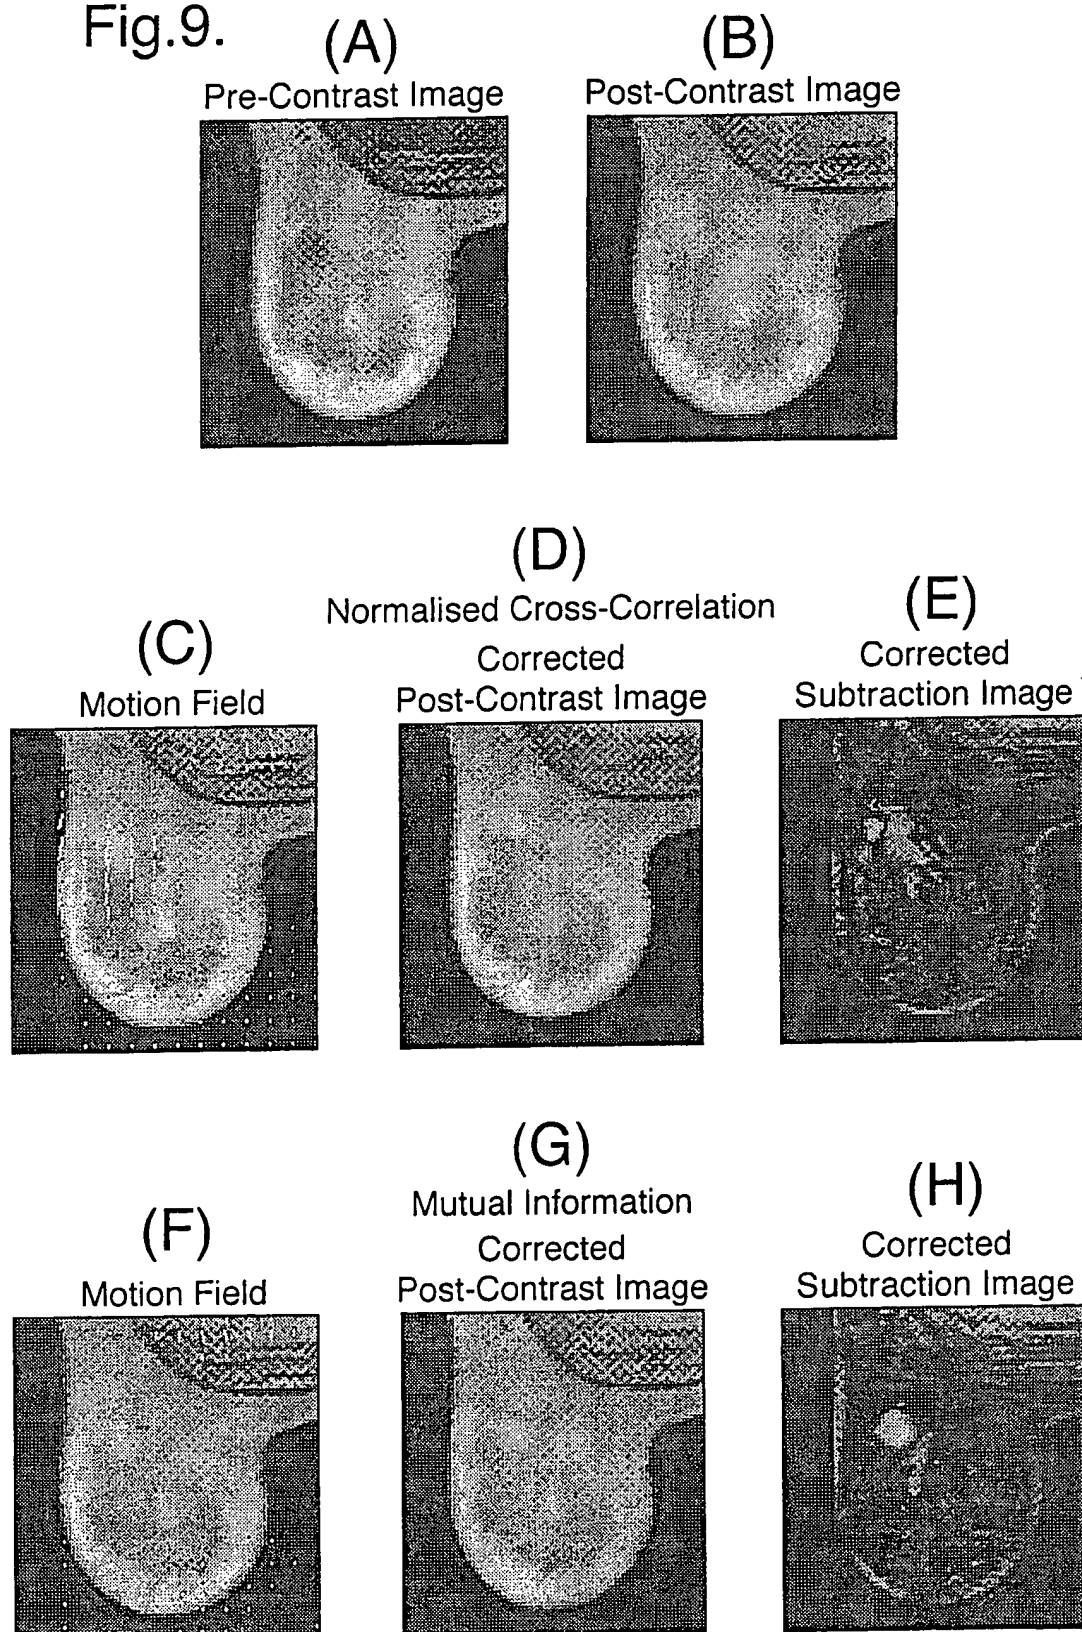 Fig.9.
(A)
Pre-Contrast Image
(B)
Post-Contrast Image
(C)
Motion Field
(D)
Normalised Cross-Correlation
Corrected
Post-Contrast Image
(E)
Corrected
Subtraction Image
(F)
Motion Field
(G)
Mutual Information
Corrected
Post-Contrast Image
(H)
Corrected
Subtraction Image